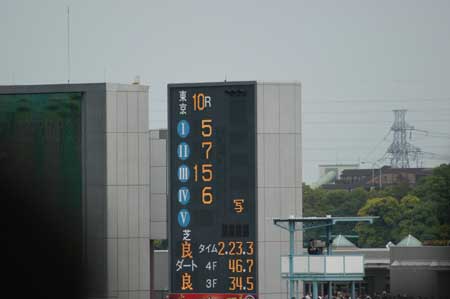 東京 10R
I 5
II 7
III 15
IV 6
V 写
芝
良 タイム 2.23.3
ダート 4F 46.7
良 3F 34.5